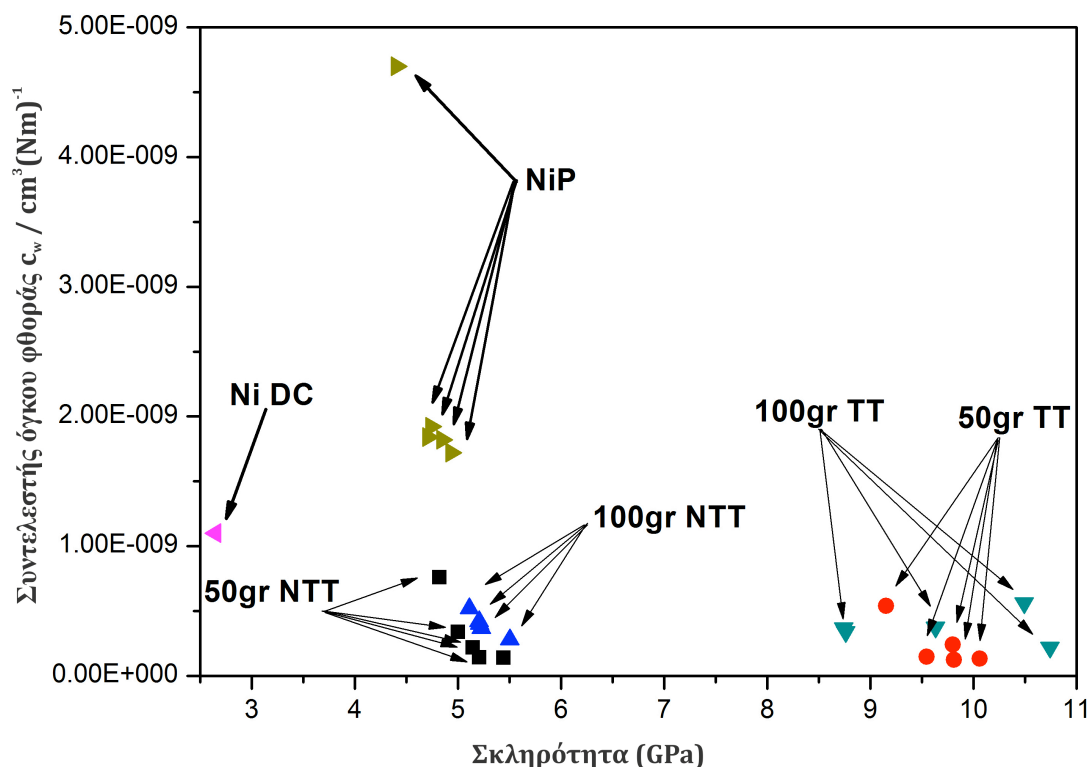 5.00E-009
4.00E-009
3.00E-009
2.00E-009
1.00E-009
0.00E+000
Συντελεστής όγκου φθοράς c_w / cm³(Nm)⁻¹
NiP
Ni DC
100gr TT
50gr TT
100gr NTT
50gr NTT
3 4 5 6 7 8 9 10 11
Σκληρότητα (GPa)